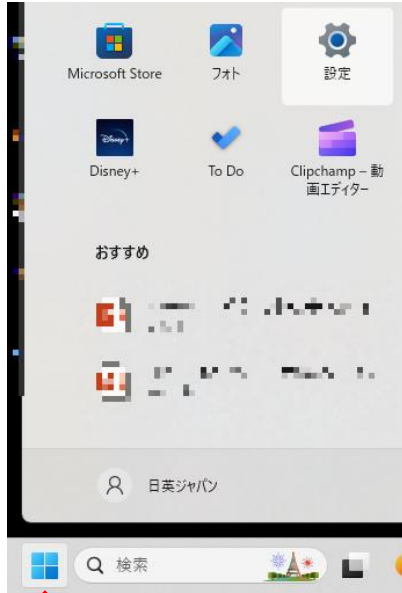 Microsoft Store
フォト
設定
Disney+
Disney+
To Do
Clipchamp – 動
画エディター
おすすめ
日英ジャパン
検索